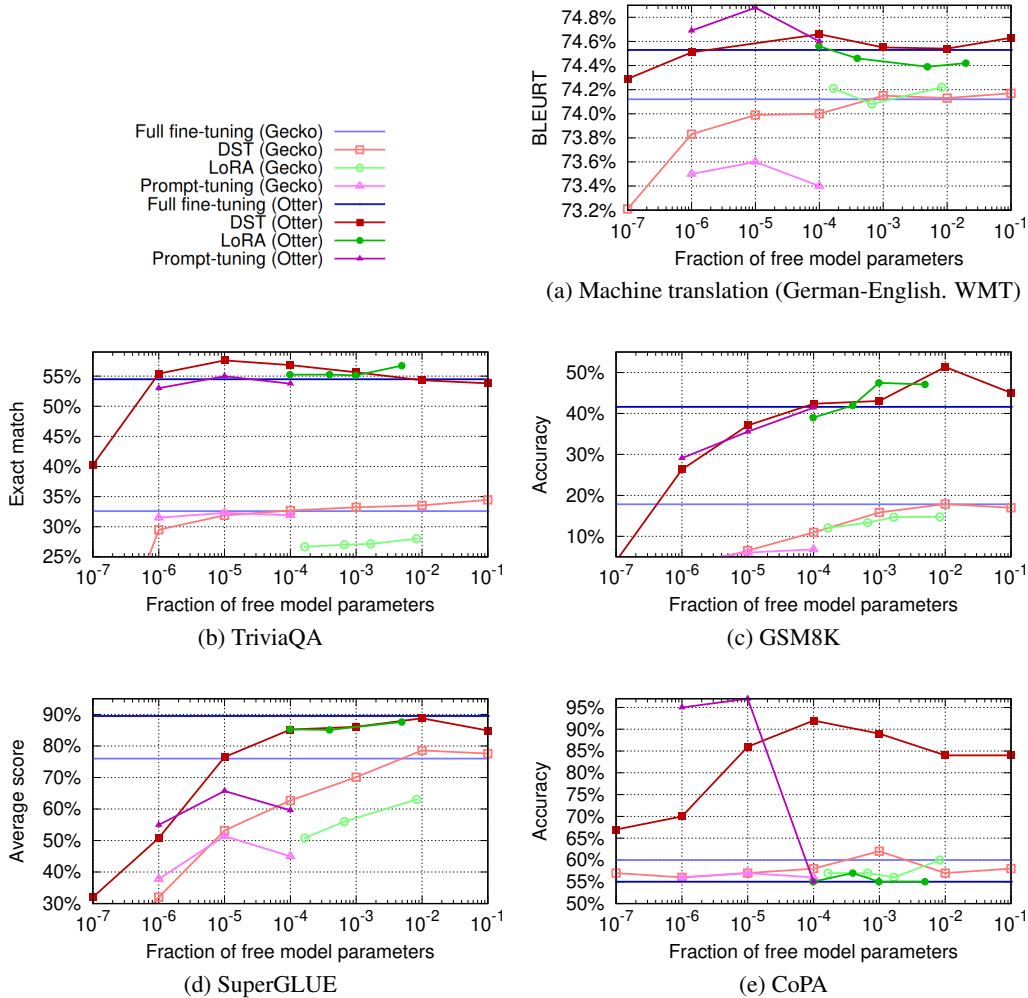 Full fine-tuning (Gecko)
DST (Gecko)
LoRA (Gecko)
Prompt-tuning (Gecko)
Full fine-tuning (Otter)
DST (Otter)
LoRA (Otter)
Prompt-tuning (Otter)
BLEURT
74.8%
74.6%
74.4%
74.2%
74.0%
73.8%
73.6%
73.4%
73.2%
10^-7 10^-6 10^-5 10^-4 10^-3 10^-2 10^-1
Fraction of free model parameters
(a) Machine translation (German-English. WMT)
Exact match
55%
50%
45%
40%
35%
30%
25%
10^-7 10^-6 10^-5 10^-4 10^-3 10^-2 10^-1
Fraction of free model parameters
(b) TriviaQA
Accuracy
50%
40%
30%
20%
10%
10^-7 10^-6 10^-5 10^-4 10^-3 10^-2 10^-1
Fraction of free model parameters
(c) GSM8K
Average score
90%
80%
70%
60%
50%
40%
30%
10^-7 10^-6 10^-5 10^-4 10^-3 10^-2 10^-1
Fraction of free model parameters
(d) SuperGLUE
Accuracy
95%
90%
85%
80%
75%
70%
65%
60%
55%
50%
10^-7 10^-6 10^-5 10^-4 10^-3 10^-2 10^-1
Fraction of free model parameters
(e) CoPA